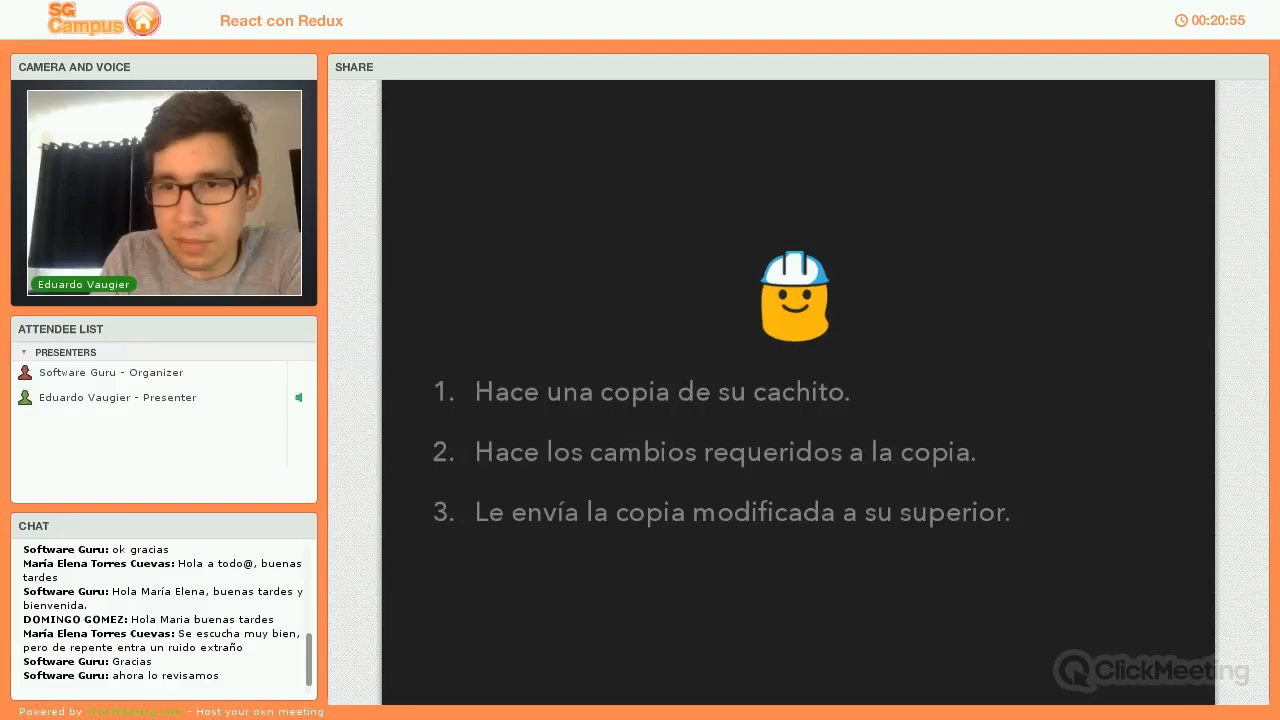 SG
Campus
React con Redux
00:20:55
CAMERA AND VOICE
SHARE
Eduardo Vaugier
ATTENDEE LIST
PRESENTERS
Software Guru - Organizer
Eduardo Vaugier - Presenter
CHAT
Software Guru: ok gracias
María Elena Torres Cuevas: Hola a todo@, buenas
tardes
Software Guru: Hola María Elena, buenas tardes y
bienvenida.
DOMINGO GOMEZ: Hola Maria buenas tardes
María Elena Torres Cuevas: Se escucha muy bien,
pero de repente entra un ruido extraño
Software Guru: Gracias
Software Guru: ahora lo revisamos
Powered by ClickMeeting.com - Host your own meeting
1. Hace una copia de su cachito.
2. Hace los cambios requeridos a la copia.
3. Le envía la copia modificada a su superior.
ClickMeeting